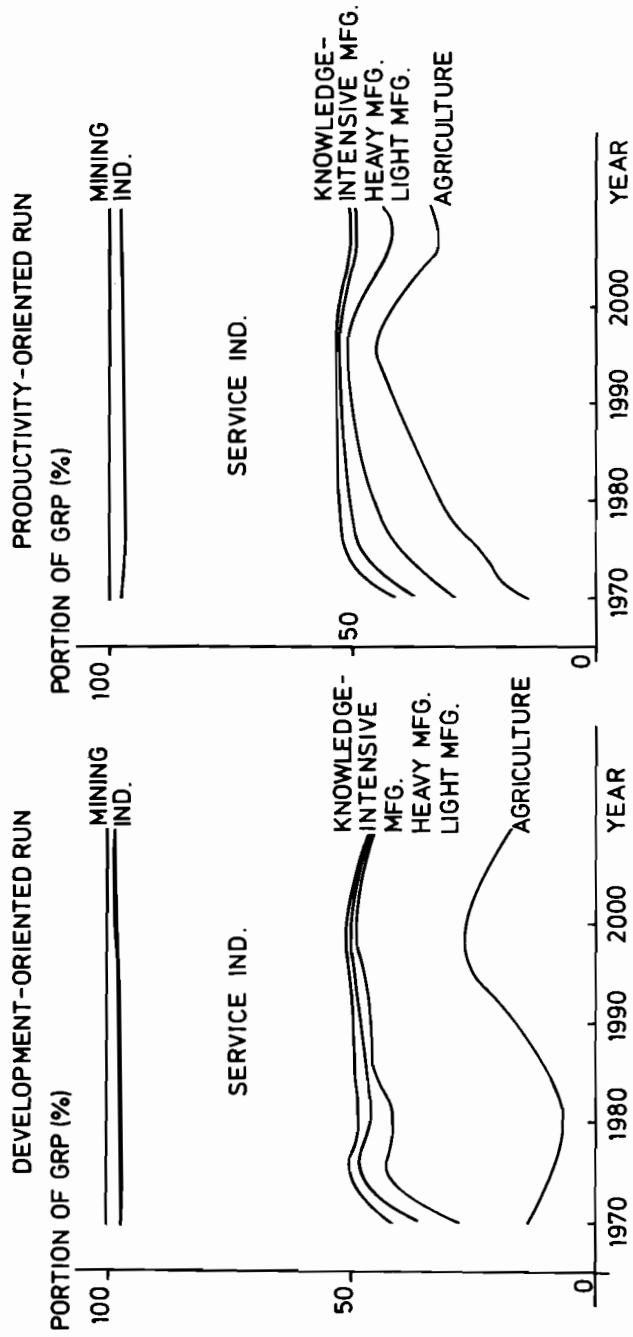 DEVELOPMENT-ORIENTED RUN
PORTION OF GRP (%)
100
50
0
MINING
IND.
SERVICE IND.
KNOWLEDGE-
INTENSIVE
MFG.
HEAVY MFG.
LIGHT MFG.
AGRICULTURE
1970
1980
1990
2000
YEAR
PRODUCTIVITY-ORIENTED RUN
PORTION OF GRP (%)
100
50
0
MINING
IND.
SERVICE IND.
KNOWLEDGE-
INTENSIVE MFG.
HEAVY MFG.
LIGHT MFG.
AGRICULTURE
1970
1980
1990
2000
YEAR